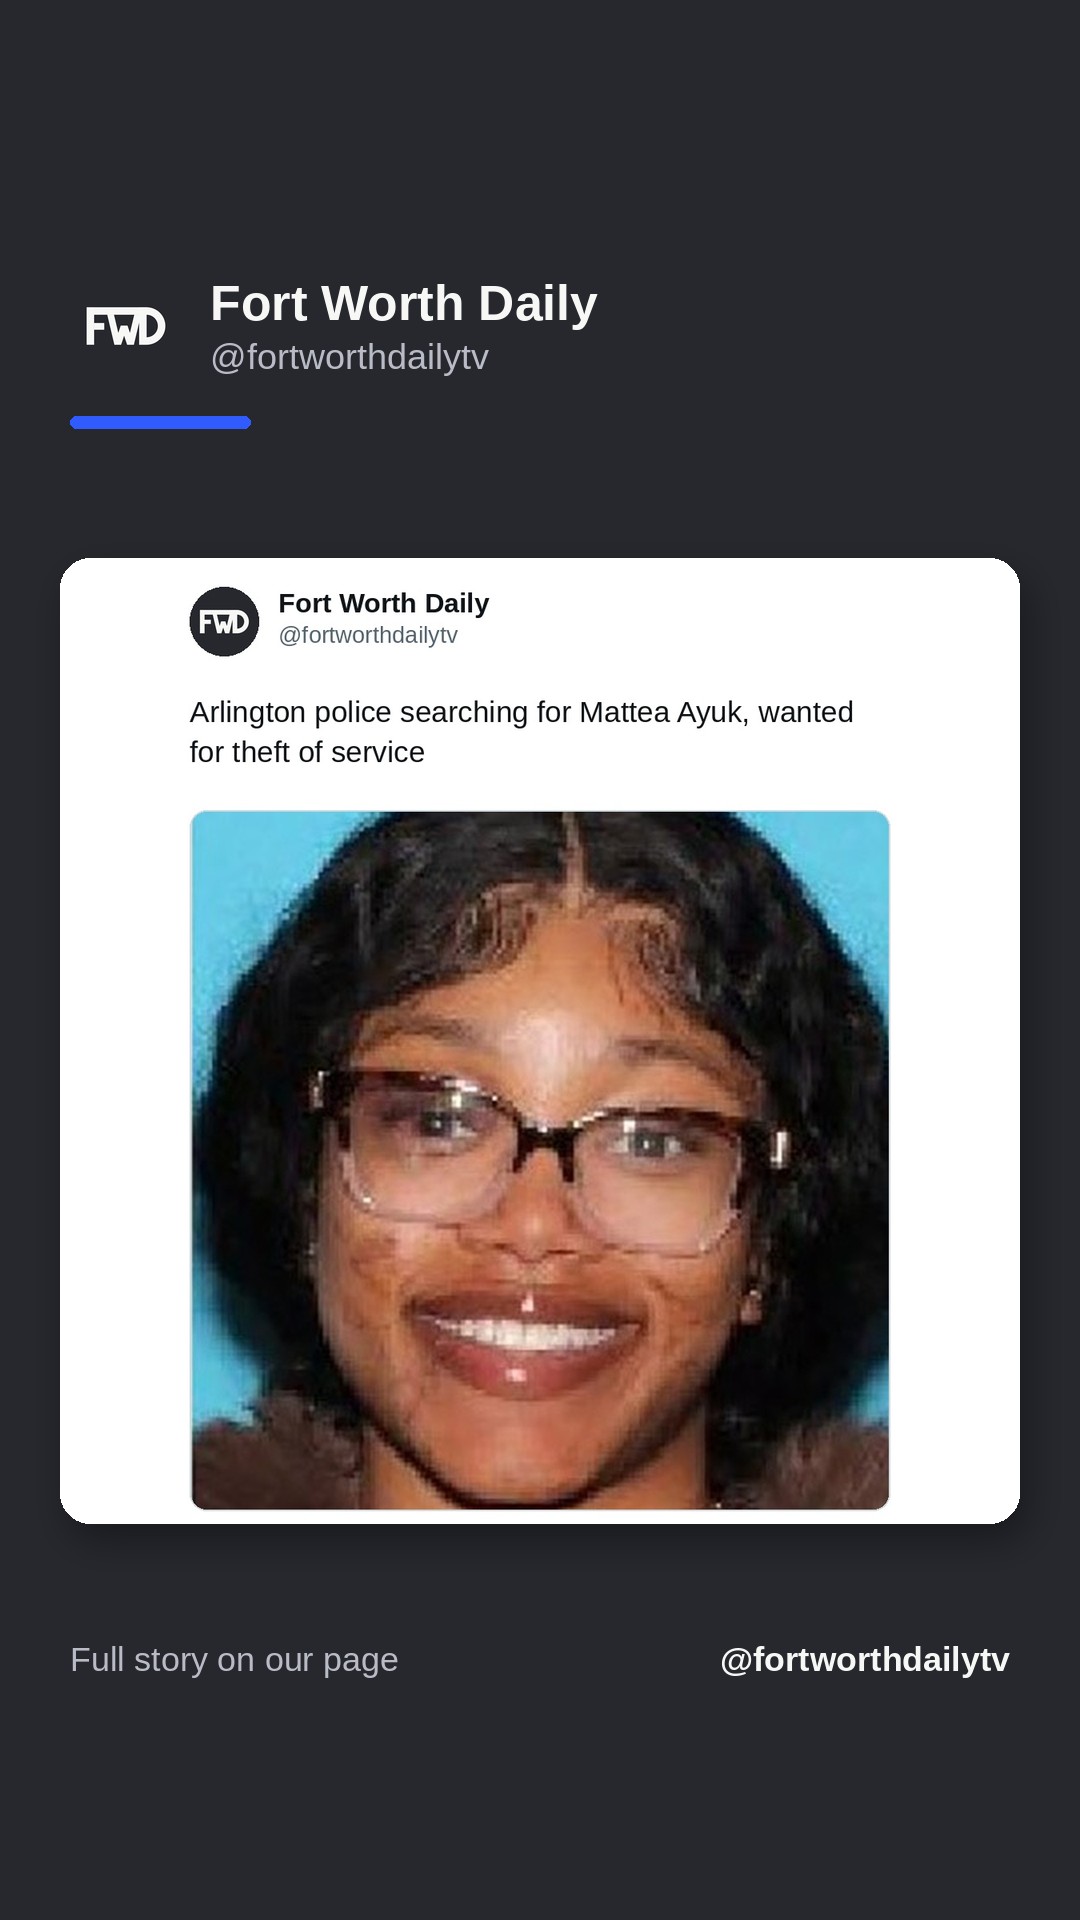 FWD
Fort Worth Daily
@fortworthdailytv
FWD
Fort Worth Daily
@fortworthdailytv
Arlington police searching for Mattea Ayuk, wanted
for theft of service
Full story on our page
@fortworthdailytv